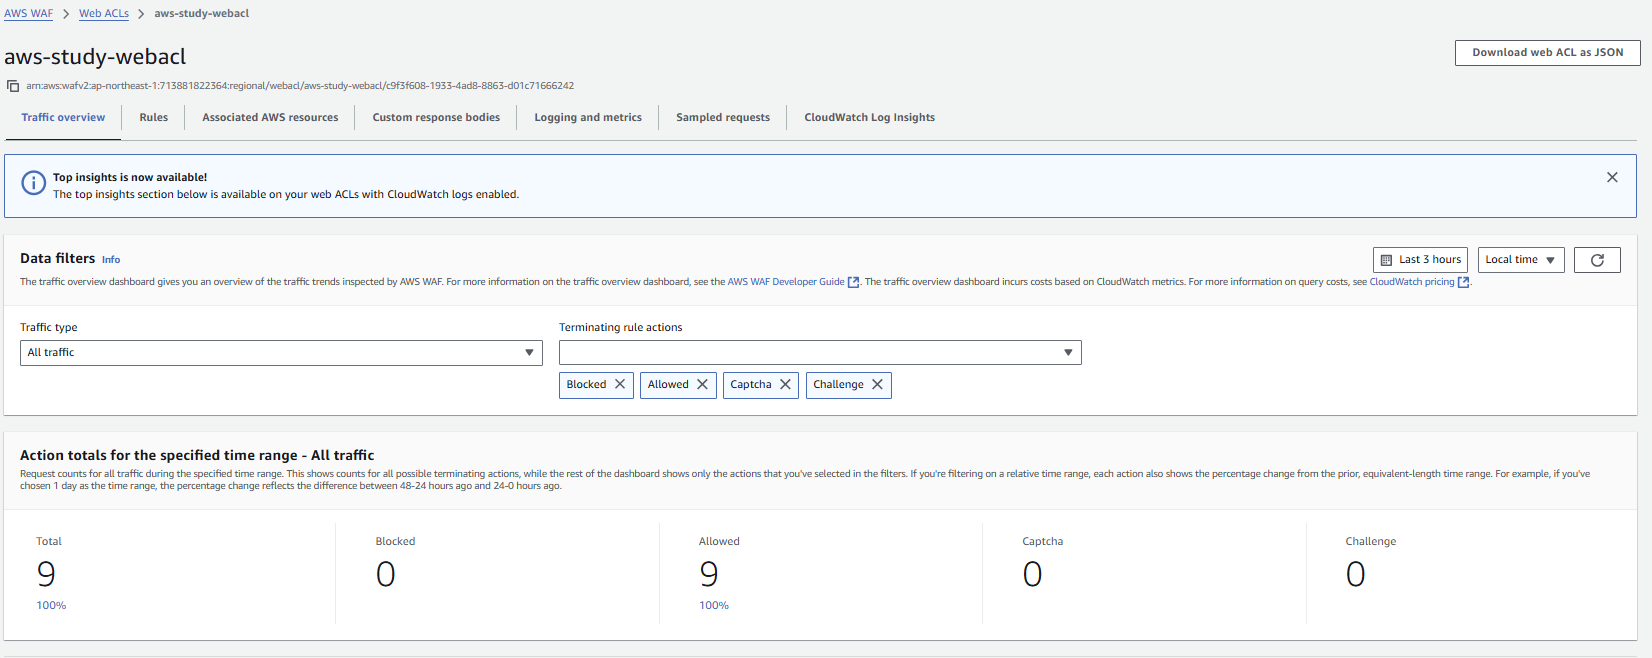 AWS WAF > Web ACLs > aws-study-webacl
aws-study-webacl
Download web ACL as JSON
arn:aws:wafv2:ap-northeast-1:713881822364:regional/webacl/aws-study-webacl/c9f3f608-1933-4ad8-8863-d01c71666242
Traffic overview
Rules
Associated AWS resources
Custom response bodies
Logging and metrics
Sampled requests
CloudWatch Log Insights
Top insights is now available!
The top insights section below is available on your web ACLs with CloudWatch logs enabled.
Data filters Info
Last 3 hours
Local time
The traffic overview dashboard gives you an overview of the traffic trends inspected by AWS WAF. For more information on the traffic overview dashboard, see the AWS WAF Developer Guide. The traffic overview dashboard incurs costs based on CloudWatch metrics. For more information on query costs, see CloudWatch pricing.
Traffic type
All traffic
Terminating rule actions
Blocked
Allowed
Captcha
Challenge
Action totals for the specified time range - All traffic
Request counts for all traffic during the specified time range. This shows counts for all possible terminating actions, while the rest of the dashboard shows only the actions that you've selected in the filters. If you're filtering on a relative time range, each action also shows the percentage change from the prior, equivalent-length time range. For example, if you've
chosen 1 day as the time range, the percentage change reflects the difference between 48-24 hours ago and 24-0 hours ago.
Total
9
100%
Blocked
0
Allowed
9
100%
Captcha
0
Challenge
0